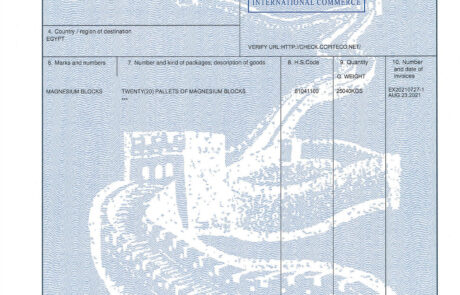 INTERNATIONAL COMMERCE
4. Country / region of destination
EGYPT
VERIFY URL:HTTP://CHECK.CCPITECO.NET/
6. Marks and numbers
7. Number and kind of packages; description of goods
8. H.S.Code
9. Quantity
10. Number and date of invoices
G. WEIGHT
MAGNESIUM BLOCKS
TWENTY(20) PALLETS OF MAGNESIUM BLOCKS
***
81041100
25040KGS
EX20210727-1
AUG.23,2021